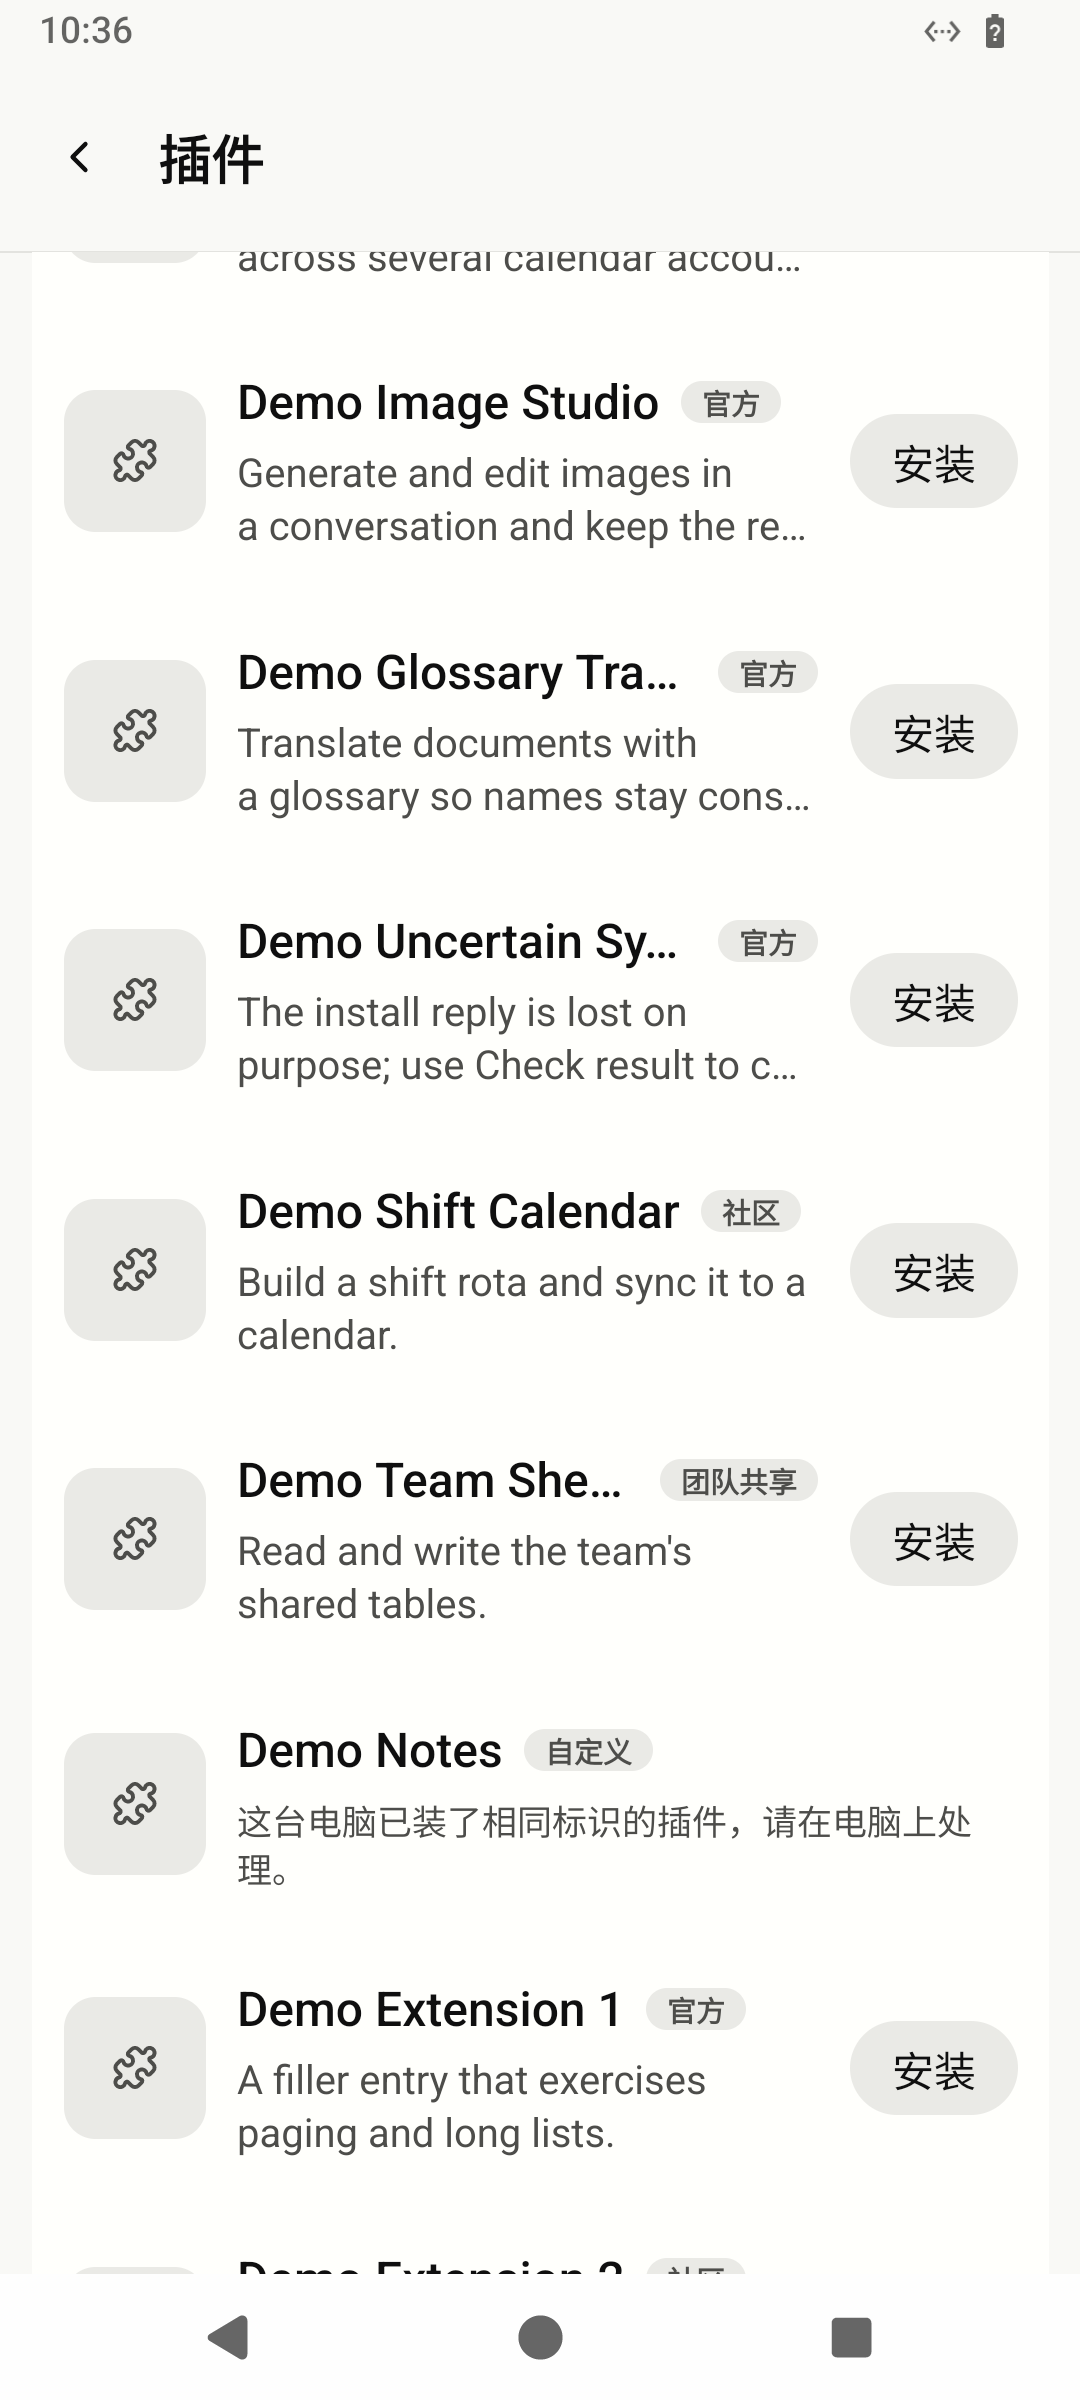 10:36
插件
across several calendar accou...
Demo Image Studio 官方
Generate and edit images in
a conversation and keep the re...
安装
Demo Glossary Tra... 官方
Translate documents with
a glossary so names stay cons...
安装
Demo Uncertain Sy... 官方
The install reply is lost on
purpose; use Check result to c...
安装
Demo Shift Calendar 社区
Build a shift rota and sync it to a
calendar.
安装
Demo Team She... 团队共享
Read and write the team's
shared tables.
安装
Demo Notes 自定义
这台电脑已装了相同标识的插件，请在电脑上处
理。
Demo Extension 1 官方
A filler entry that exercises
paging and long lists.
安装
Demo Extension 2 社区